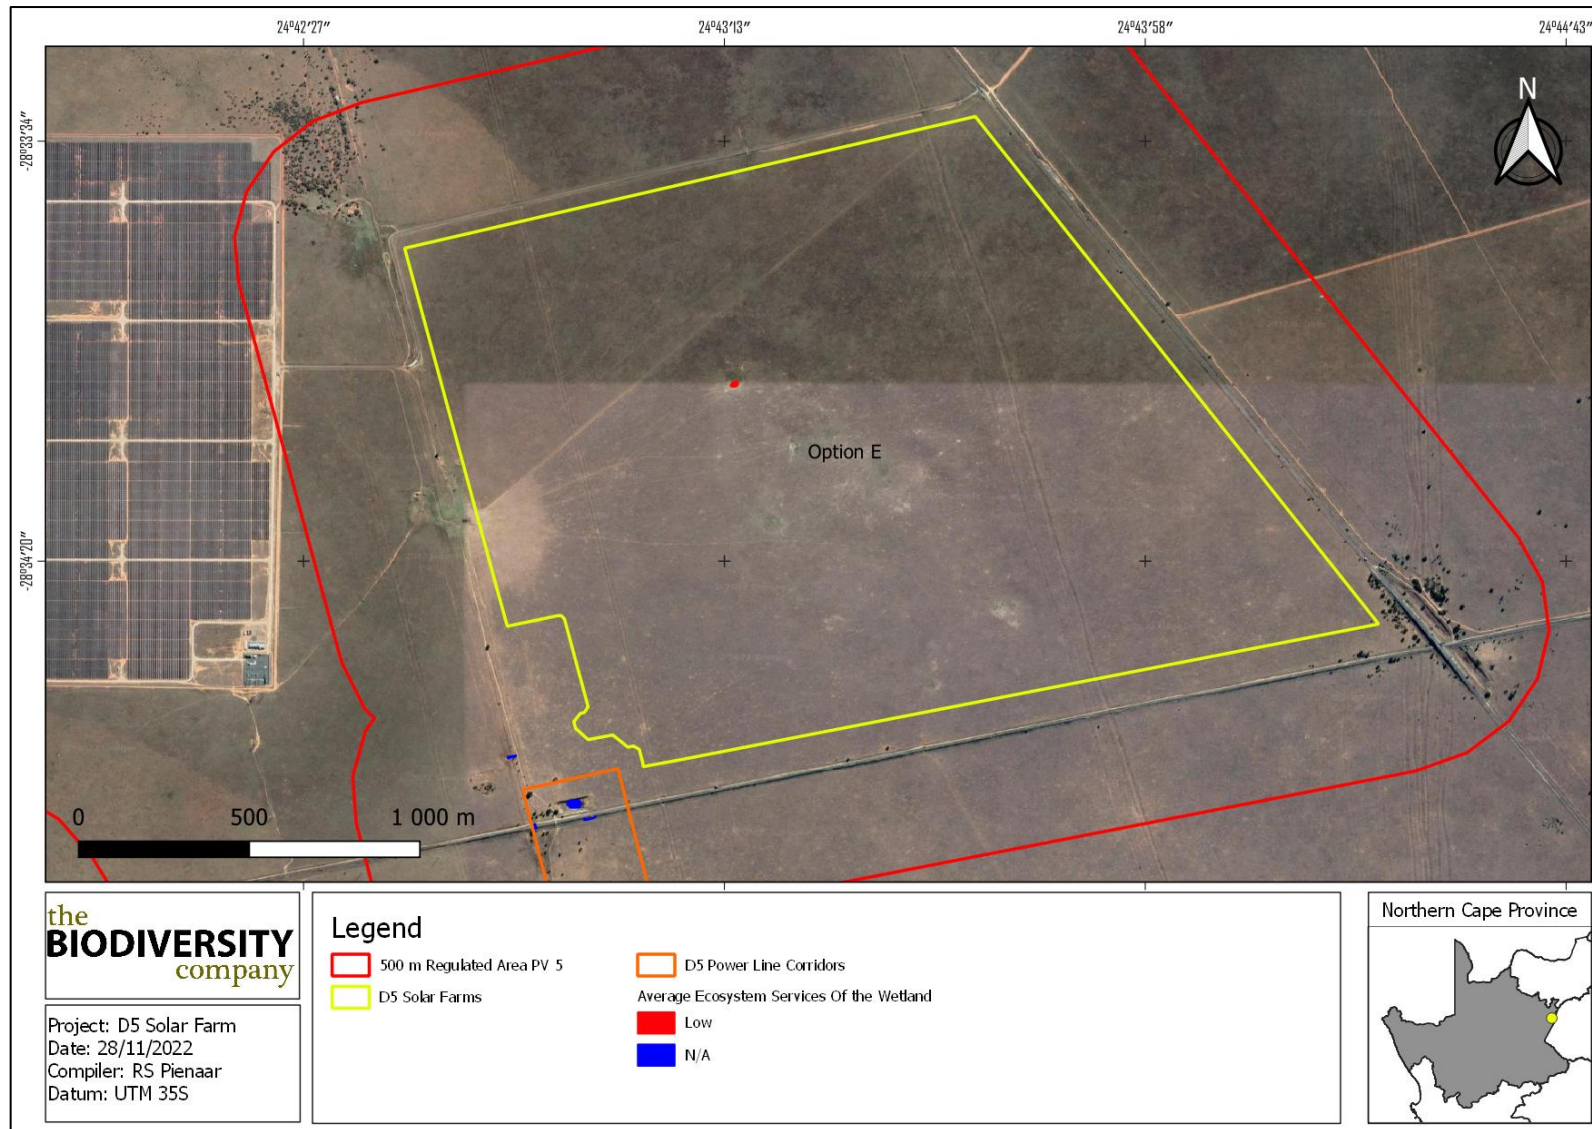 24°42'27" 24°43'13" 24°43'58" 24°44'43"
-28°33'34"
-28°34'20"
N
Option E
0 500 1 000 m
the
BIODIVERSITY
company
Project: D5 Solar Farm
Date: 28/11/2022
Compiler: RS Pienaar
Datum: UTM 35S
Legend
500 m Regulated Area PV 5
D5 Solar Farms
D5 Power Line Corridors
Average Ecosystem Services Of the Wetland
Low
N/A
Northern Cape Province